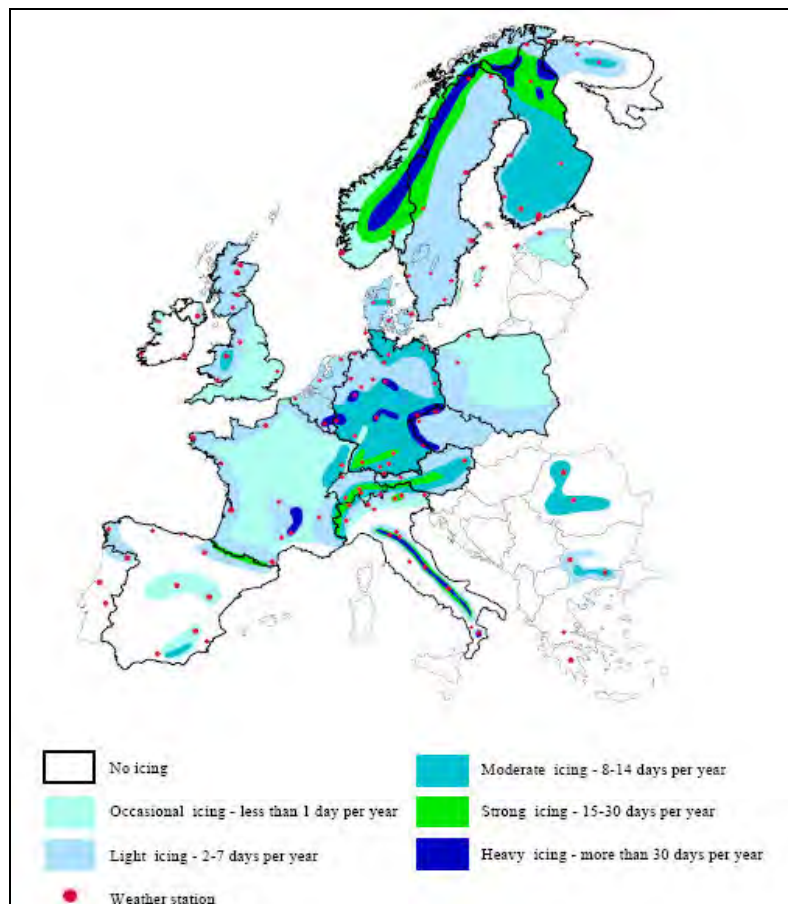 No icing
Occasional icing - less than 1 day per year
Light icing - 2-7 days per year
Weather station
Moderate icing - 8-14 days per year
Strong icing - 15-30 days per year
Heavy icing - more than 30 days per year